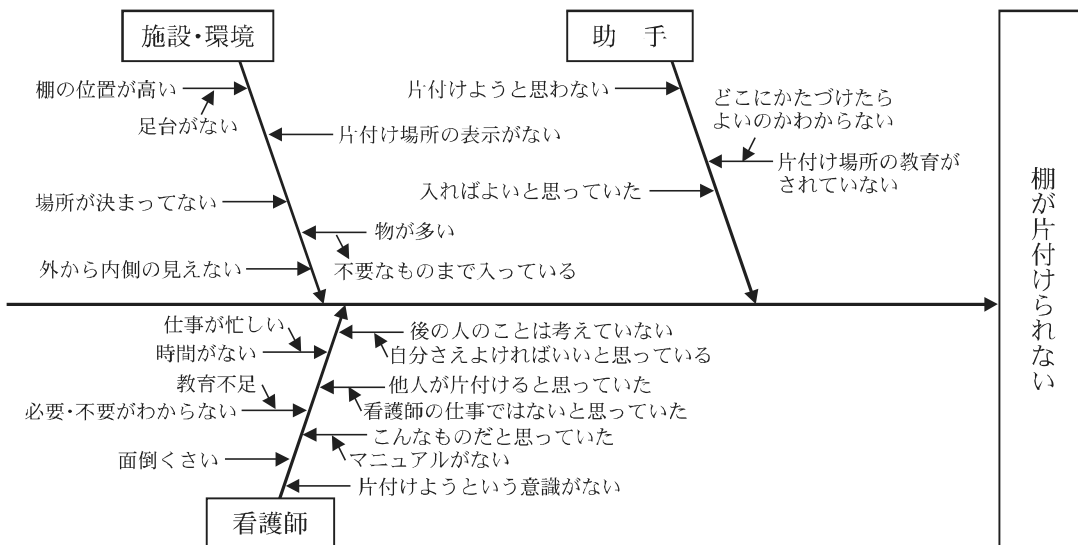 施設・環境
棚の位置が高い
足台がない
片付け場所の表示がない
場所が決まってない
物が多い
不要なものまで入っている
外から内側の見えない
助　手
片付けようと思わない
どこにかたづけたら
よいのかわからない
片付け場所の教育が
されていない
入ればよいと思っていた
仕事が忙しい
時間がない
教育不足
必要・不要がわからない
面倒くさい
後の人のことは考えていない
自分さえよければいいと思っている
他人が片付けると思っていた
看護師の仕事ではないと思っていた
こんなものだと思っていた
マニュアルがない
片付けようという意識がない
看護師
棚が片付けられない